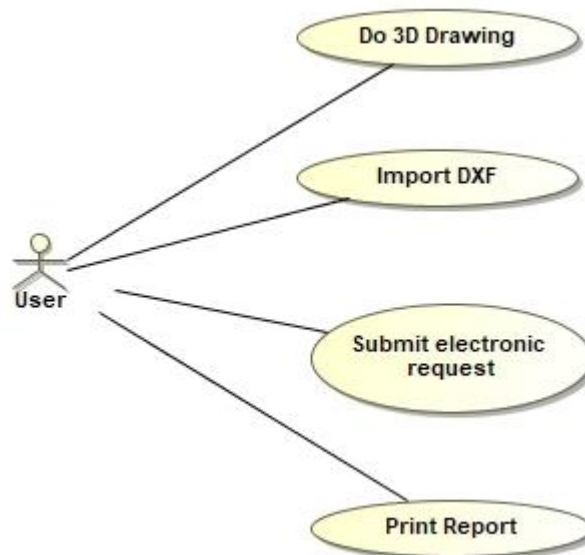 Do 3D Drawing
Import DXF
User
Submit electronic
request
Print Report